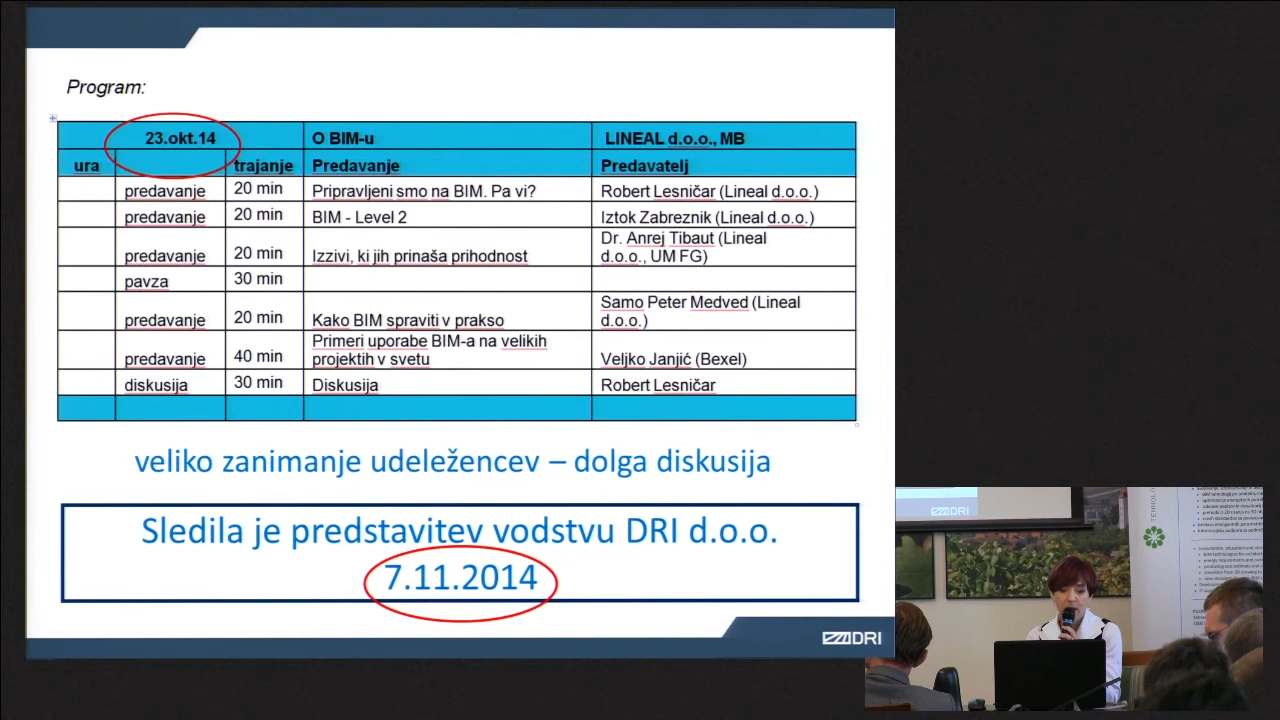 Program:
23.okt.14 O BIM-u LINEAL d.o.o., MB
ura trajanje Predavanje Predavatelj
predavanje 20 min Pripravljeni smo na BIM. Pa vi? Robert Lesničar (Lineal d.o.o.)
predavanje 20 min BIM - Level 2 Iztok Zabreznik (Lineal d.o.o.)
predavanje 20 min Izzivi, ki jih prinaša prihodnost Dr. Anrej Tibaut (Lineal
d.o.o., UM FG)
pavza 30 min
predavanje 20 min Kako BIM spraviti v prakso Samo Peter Medved (Lineal
d.o.o.)
predavanje 40 min Primeri uporabe BIM-a na velikih
projektih v svetu Veljko Janjić (Bexel)
diskusija 30 min Diskusija Robert Lesničar
veliko zanimanje udeležencev – dolga diskusija
Sledila je predstavitev vodstvu DRI d.o.o.
7.11.2014
DRI
DRI